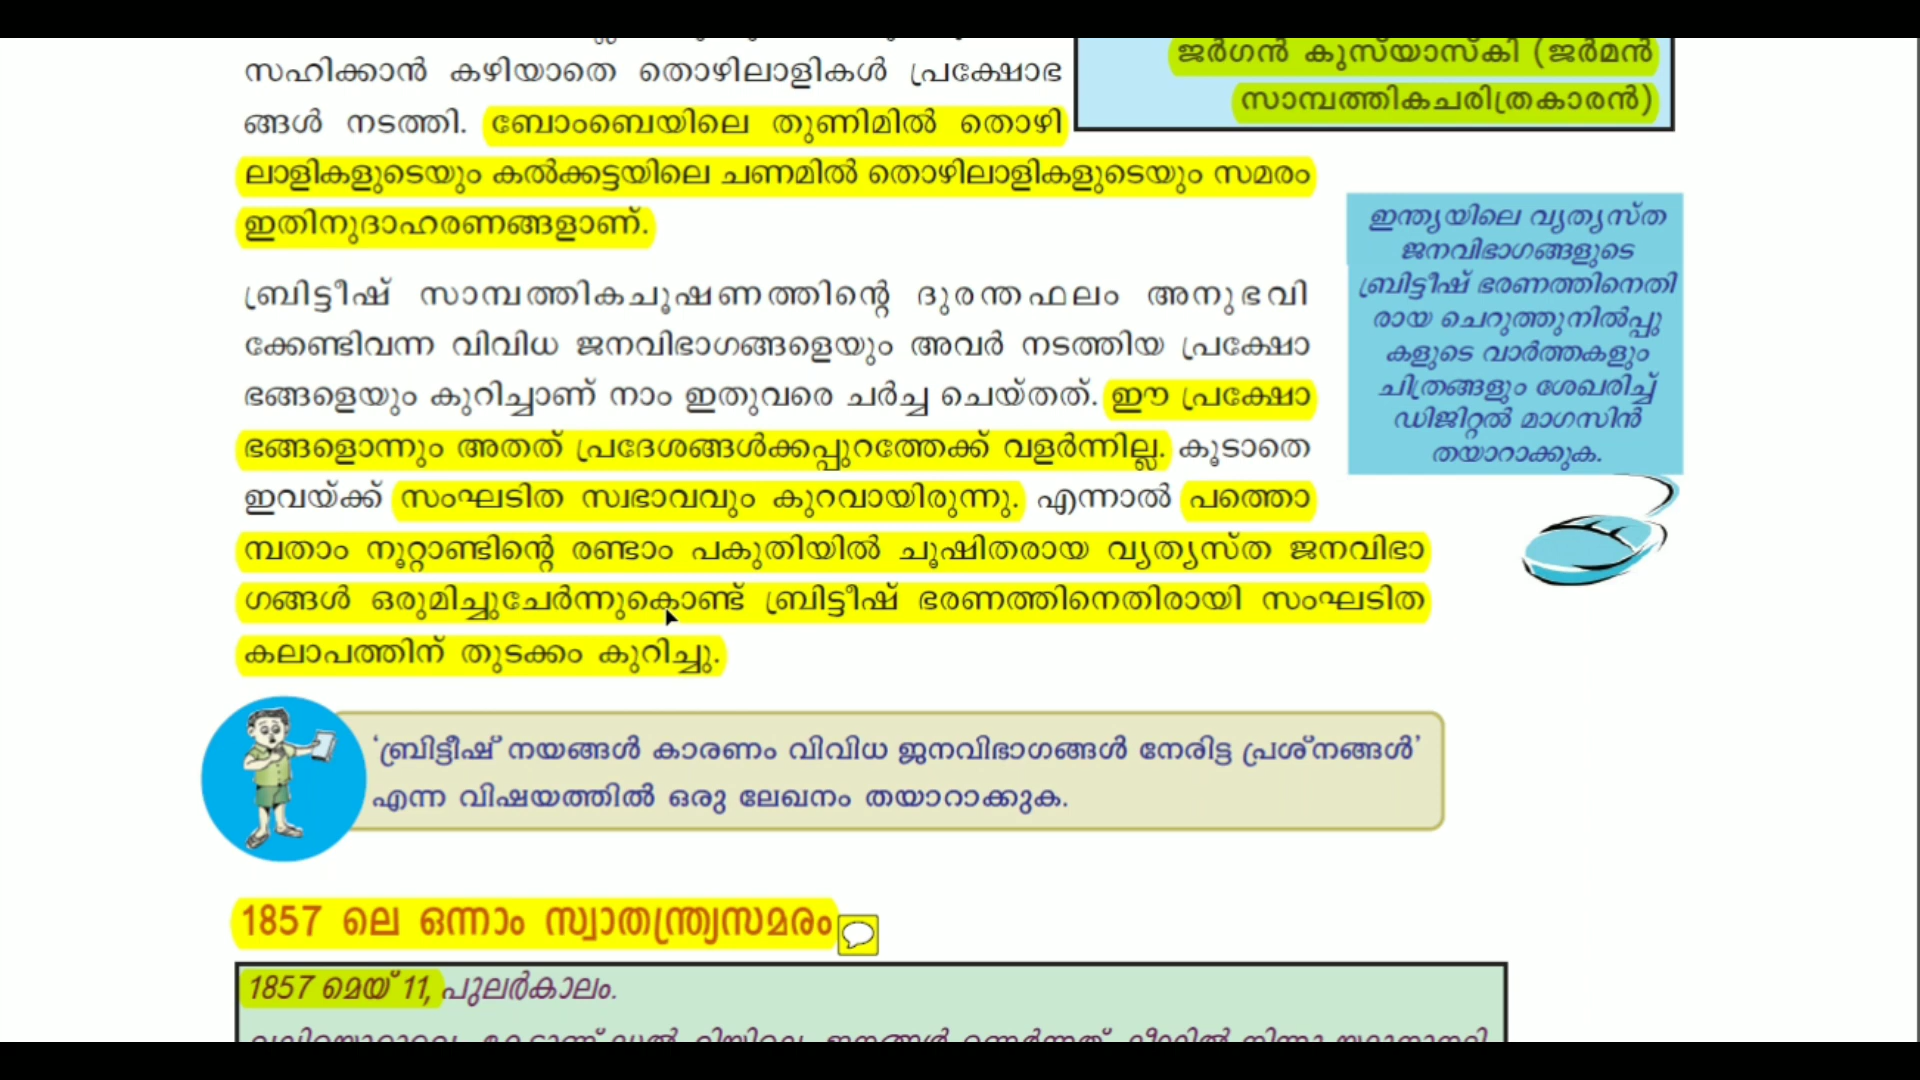 സഹിക്കാൻ കഴിയാതെ തൊഴിലാളികൾ പ്രക്ഷോഭ
ങ്ങൾ നടത്തി. ബോംബെയിലെ തുണിമിൽ തൊഴി
ലാളികളുടെയും കൽക്കട്ടയിലെ ചണമിൽ തൊഴിലാളികളുടെയും സമരം
ഇതിനുദാഹരണങ്ങളാണ്.
ജർഗൻ കുസ്‌യാസ്കി (ജർമൻ
സാമ്പത്തികചരിത്രകാരൻ)
ബ്രിട്ടീഷ് സാമ്പത്തികചൂഷണത്തിന്റെ ദുരന്തഫലം അനുഭവി
ക്കേണ്ടിവന്ന വിവിധ ജനവിഭാഗങ്ങളെയും അവർ നടത്തിയ പ്രക്ഷോ
ഭങ്ങളെയും കുറിച്ചാണ് നാം ഇതുവരെ ചർച്ച ചെയ്തത്. ഈ പ്രക്ഷോ
ഭങ്ങളൊന്നും അതത് പ്രദേശങ്ങൾക്കപ്പുറത്തേക്ക് വളർന്നില്ല. കൂടാതെ
ഇവയ്ക്ക് സംഘടിത സ്വഭാവവും കുറവായിരുന്നു. എന്നാൽ പത്തൊ
മ്പതാം നൂറ്റാണ്ടിന്റെ രണ്ടാം പകുതിയിൽ ചൂഷിതരായ വ്യത്യസ്ത ജനവിഭാ
ഗങ്ങൾ ഒരുമിച്ചുചേർന്നുകൊണ്ട് ബ്രിട്ടീഷ് ഭരണത്തിനെതിരായി സംഘടിത
കലാപത്തിന് തുടക്കം കുറിച്ചു.
ഇന്ത്യയിലെ വ്യത്യസ്ത
ജനവിഭാഗങ്ങളുടെ
ബ്രിട്ടീഷ് ഭരണത്തിനെതി
രായ ചെറുത്തുനിൽപ്പു
കളുടെ വാർത്തകളും
ചിത്രങ്ങളും ശേഖരിച്ച്
ഡിജിറ്റൽ മാഗസിൻ
തയാറാക്കുക.
‘ബ്രിട്ടീഷ് നയങ്ങൾ കാരണം വിവിധ ജനവിഭാഗങ്ങൾ നേരിട്ട പ്രശ്നങ്ങൾ’
എന്ന വിഷയത്തിൽ ഒരു ലേഖനം തയാറാക്കുക.
1857 ലെ ഒന്നാം സ്വാതന്ത്ര്യസമരം
1857 മെയ് 11, പുലർകാലം.